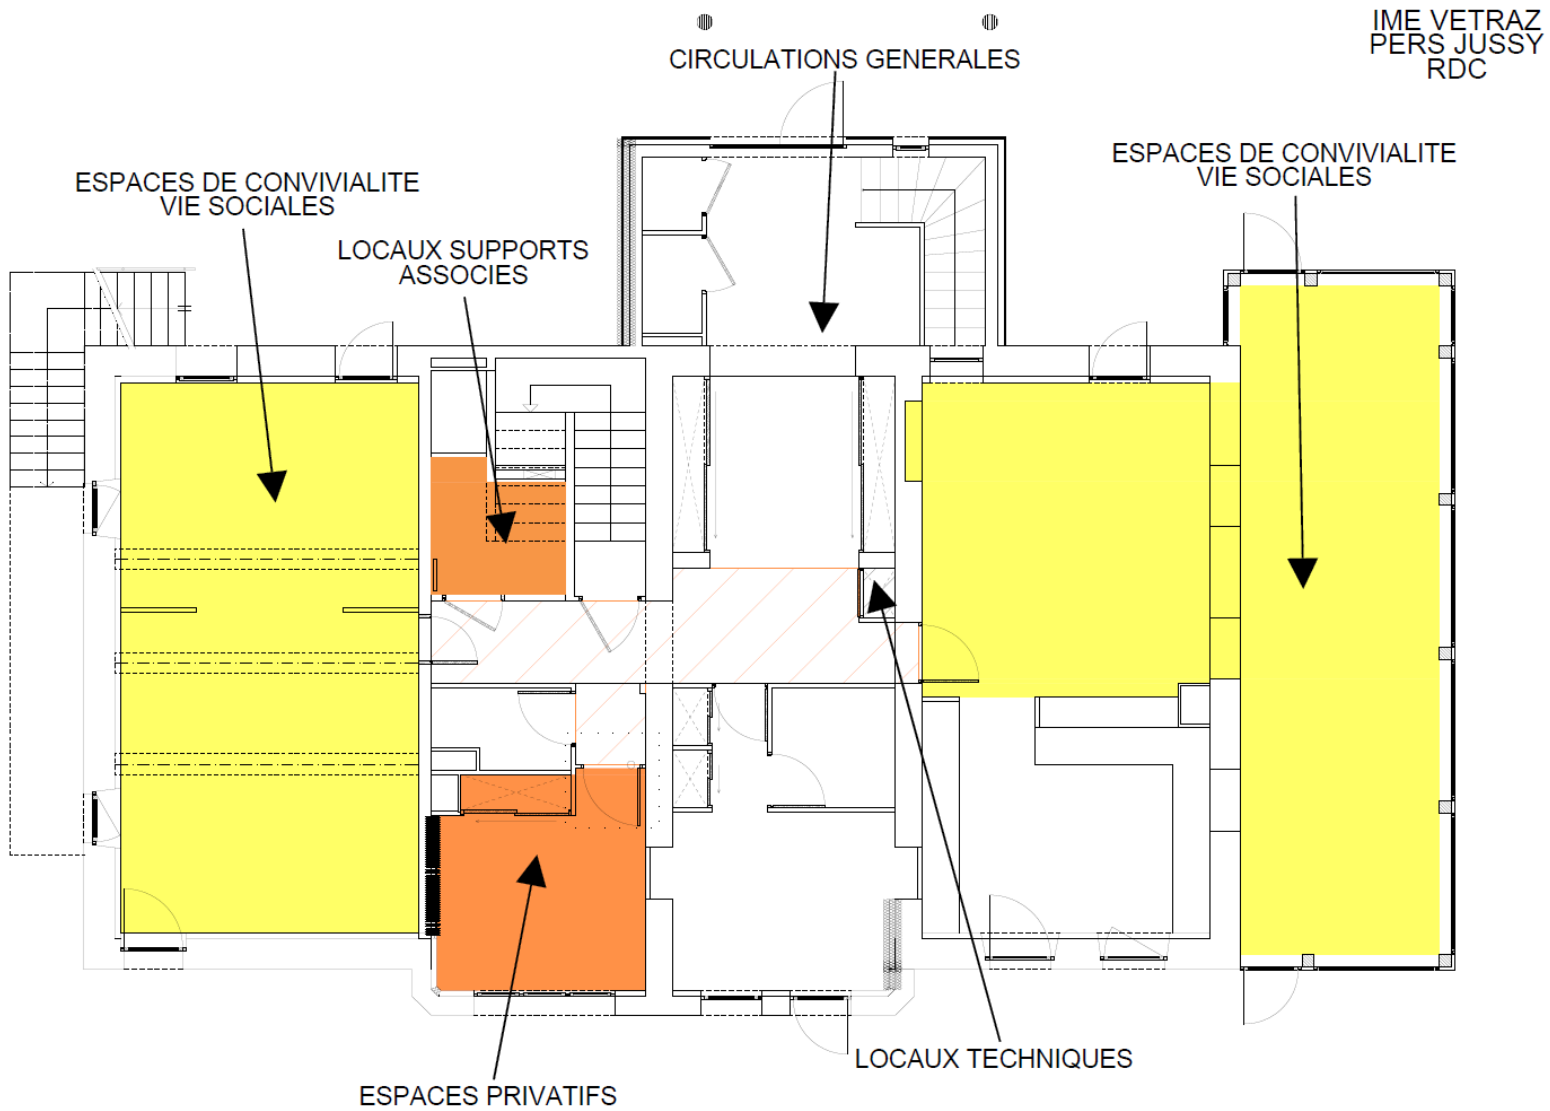 IME VETRAZ
PERS JUSSY
RDC
CIRCULATIONS GENERALES
ESPACES DE CONVIVIALITE
VIE SOCIALES
ESPACES DE CONVIVIALITE
VIE SOCIALES
LOCAUX SUPPORTS
ASSOCIES
LOCAUX TECHNIQUES
ESPACES PRIVATIFS